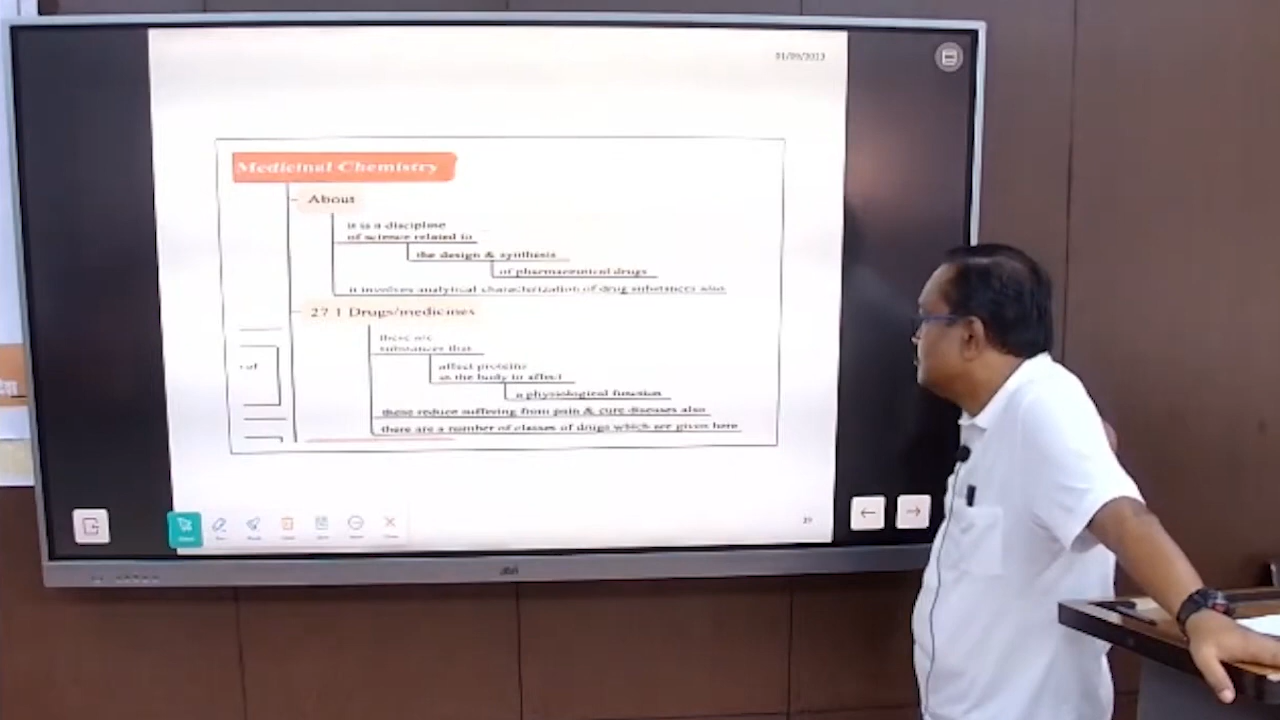 01/09/2023
Medicinal Chemistry
About
it is a discipline
of science related to
the design & synthesis
of pharmaceutical drugs
it involves analytical characterization of drug substances also
27.1 Drugs/medicines
these are
substances that
affect proteins
in the body to affect
a physiological function
these reduce suffering from pain & cure diseases also
there are a number of classes of drugs which are given here